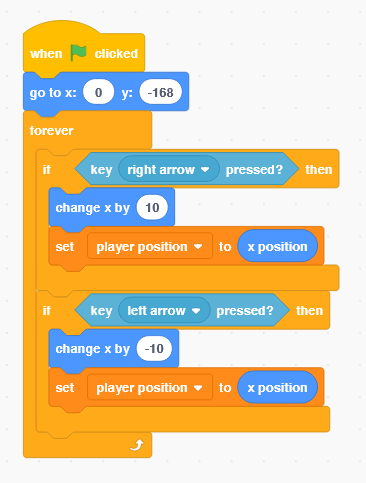 when clicked
go to x: 0 y: -168
forever
if key right arrow pressed? then
change x by 10
set player position to x position
if key left arrow pressed? then
change x by -10
set player position to x position